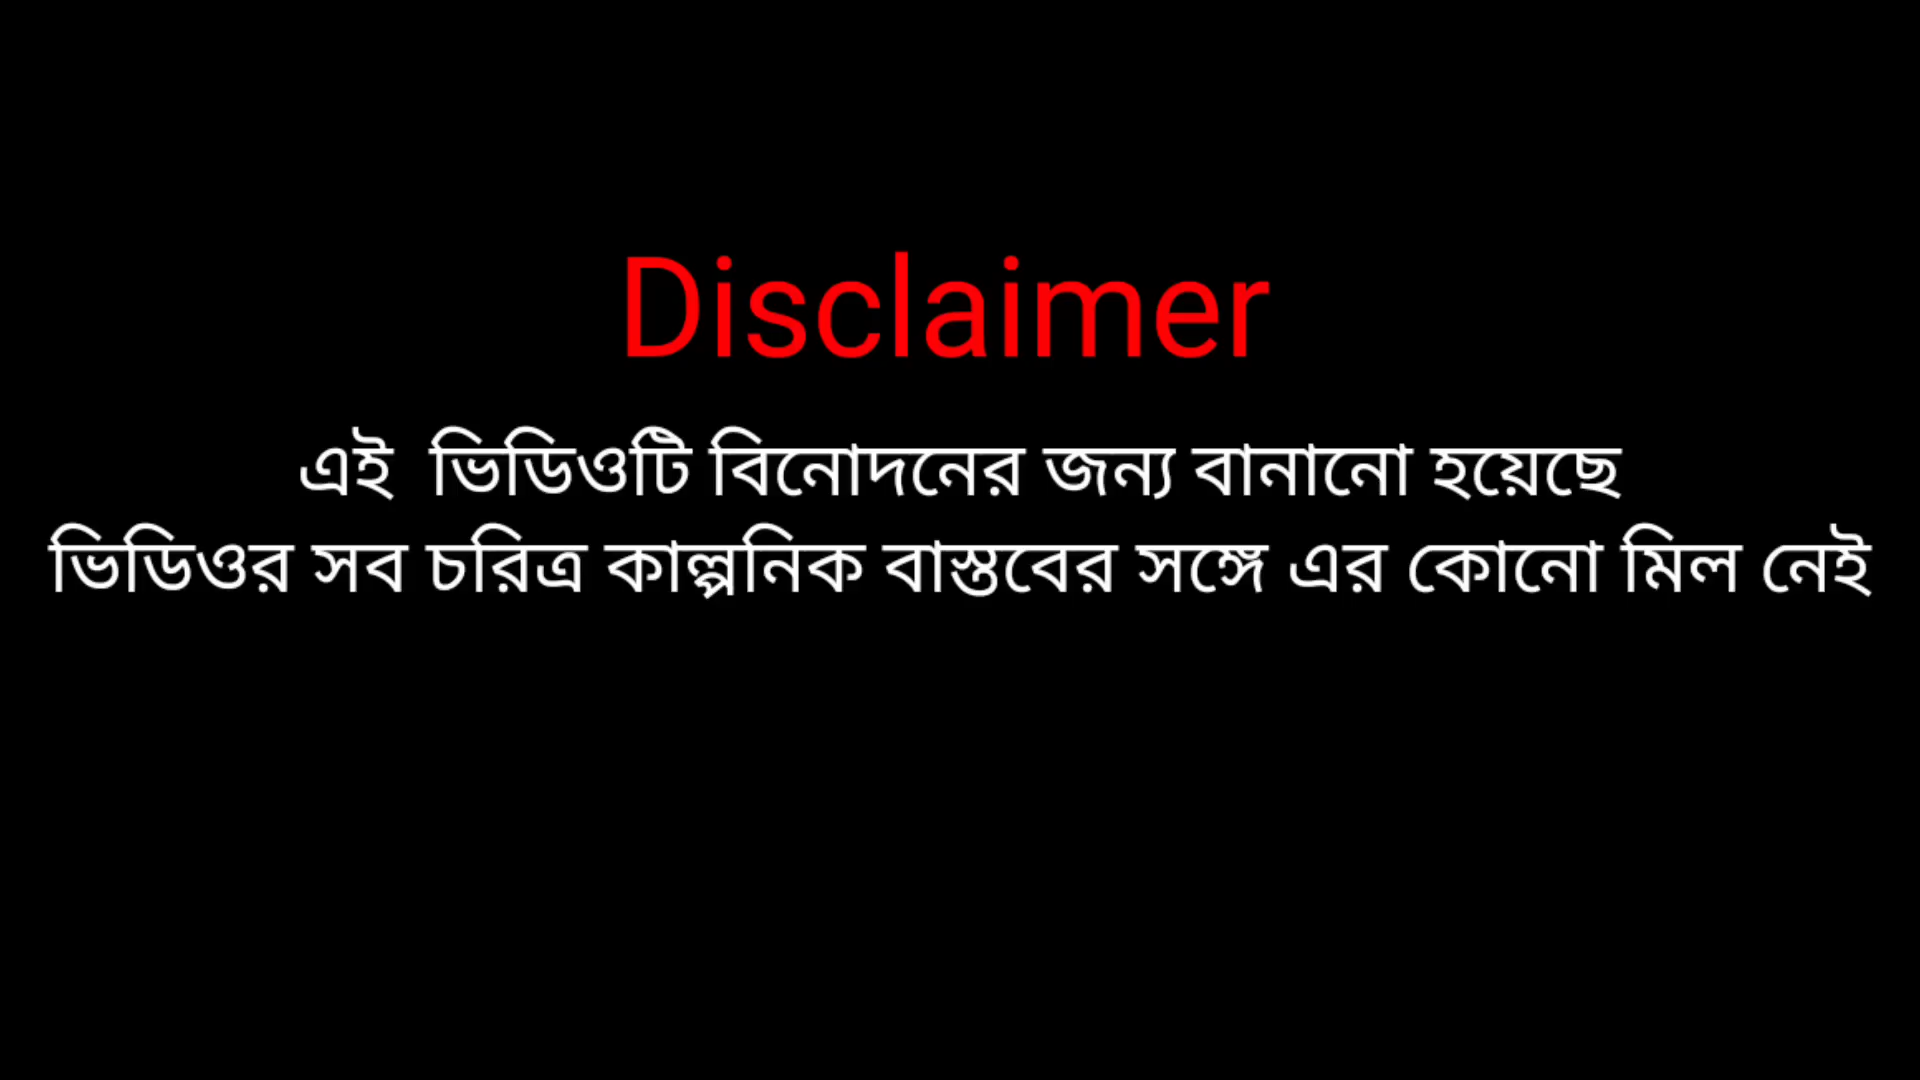 Disclaimer
এই ভিডিওটি বিনোদনের জন্য বানানো হয়েছে
ভিডিওর সব চরিত্র কাল্পনিক বাস্তবের সঙ্গে এর কোনো মিল নেই